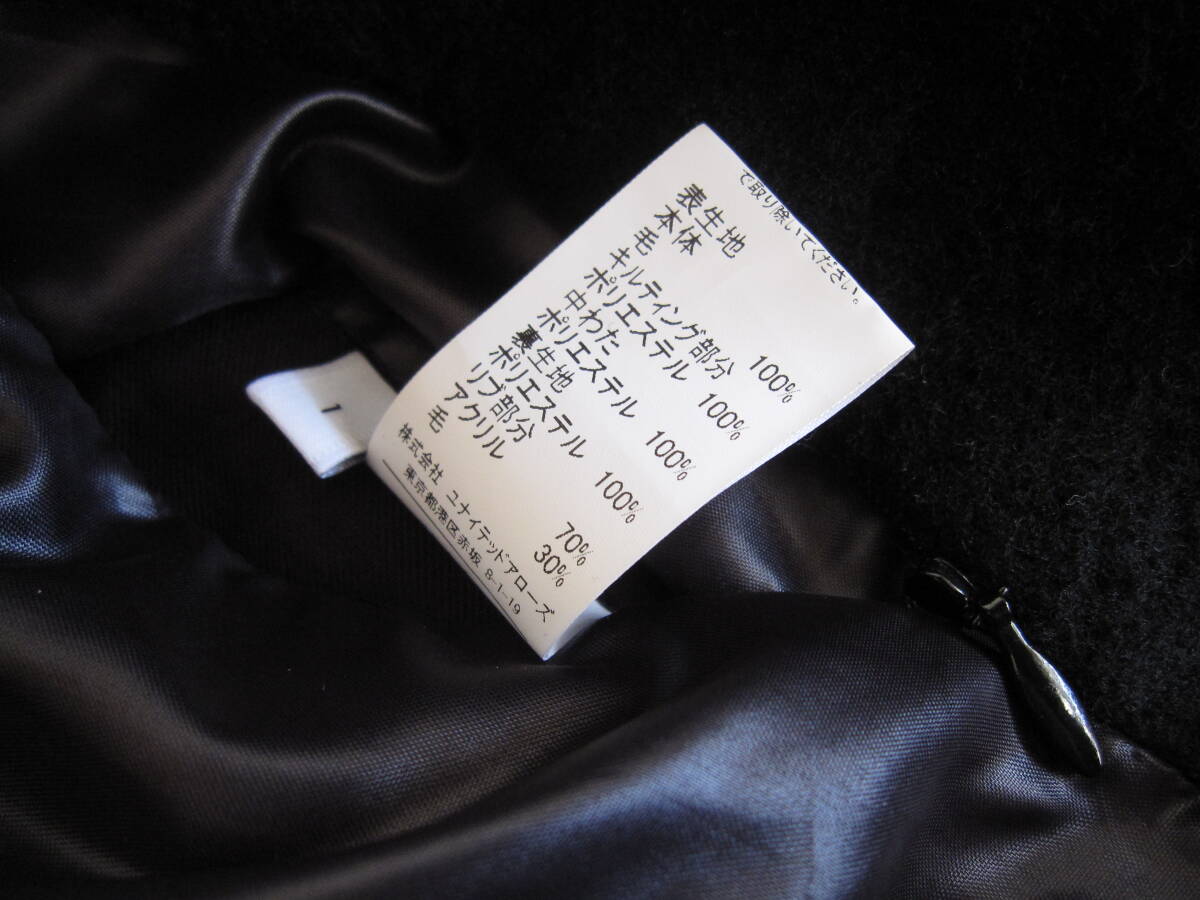 で取り除いてください。
表生地
本体
毛 100%
キルティング部分
ポリエステル 100%
中わた
ポリエステル 100%
裏生地
ポリエステル 100%
リブ部分
アクリル 70%
毛 30%
株式会社 ユナイテッドアローズ
東京都港区赤坂 8-1-19
1